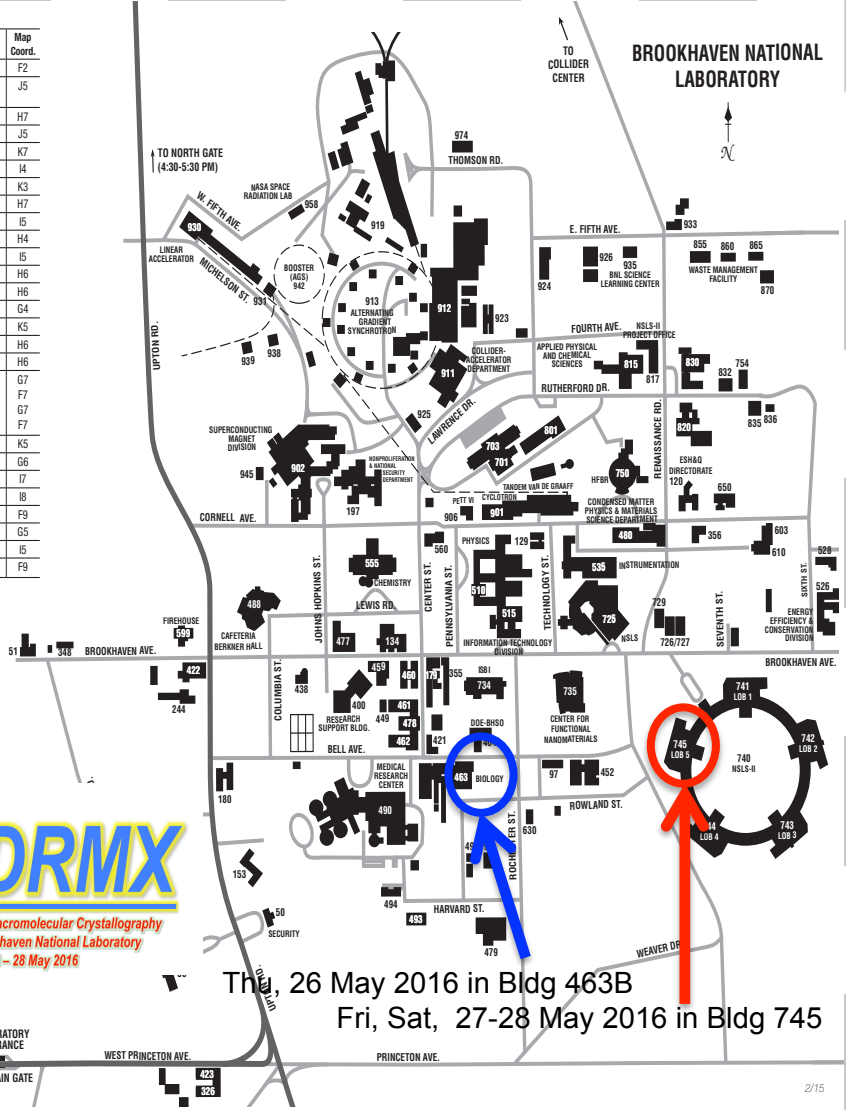 Map
Coord.
F2
J5
H7
J5
K7
I4
K3
H7
I5
H4
I5
H6
H6
G4
K5
H6
H6
G7
F7
G7
F7
K5
G6
I7
I8
F9
G5
I5
F9
BROOKHAVEN NATIONAL
LABORATORY
N
TO
COLLIDER
CENTER
TO NORTH GATE
(4:30-5:30 PM)
974
THOMSON RD.
NASA SPACE
RADIATION LAB
W. FIFTH AVE.
958
919
930
LINEAR
ACCELERATOR
MICHELSON ST.
931
BOOSTER
(AGS)
942
913
ALTERNATING
GRADIENT
SYNCHROTRON
912
923
933
E. FIFTH AVE.
924
926
935
BNL SCIENCE
LEARNING CENTER
855
860
865
WASTE MANAGEMENT
FACILITY
870
UPTON RD.
939
938
COLLIDER-
ACCELERATOR
DEPARTMENT
911
FOURTH AVE.
NSLS-II
PROJECT OFFICE
APPLIED PHYSICAL
AND CHEMICAL
SCIENCES
815
817
830
832
754
RUTHERFORD DR.
925
LAWRENCE DR.
703
701
801
RENAISSANCE RD.
820
835
836
SUPERCONDUCTING
MAGNET
DIVISION
902
945
NONPROLIFERATION
& NATIONAL
SECURITY
DEPARTMENT
197
HFBR
750
ESH&Q
DIRECTORATE
120
650
TANDEM VAN DE GRAAFF
PETT VI
CYCLOTRON
901
906
CONDENSED MATTER
PHYSICS & MATERIALS
SCIENCE DEPARTMENT
480
356
603
610
CORNELL AVE.
JOHNS HOPKINS ST.
555
CHEMISTRY
LEWIS RD.
CENTER ST.
560
PENNSYLVANIA ST.
PHYSICS
129
510
515
INFORMATION TECHNOLOGY
DIVISION
TECHNOLOGY ST.
535
INSTRUMENTATION
725
NSLS
729
726/727
SEVENTH ST.
SIXTH ST.
528
526
ENERGY
EFFICIENCY &
CONSERVATION
DIVISION
488
CAFETERIA
BERKNER HALL
FIREHOUSE
599
477
134
51
348
BROOKHAVEN AVE.
BROOKHAVEN AVE.
422
244
COLUMBIA ST.
438
400
RESEARCH
SUPPORT BLDG.
459
460
461
449
478
462
179
355
ISBI
734
735
CENTER FOR
FUNCTIONAL
NANOMATERIALS
DOE-BHSO
421
BELL AVE.
741
LOB 1
742
LOB 2
745
LOB 5
740
NSLS-II
LOB 4
743
LOB 3
180
MEDICAL
RESEARCH
CENTER
490
463
BIOLOGY
97
452
ROWLAND ST.
630
153
494
493
HARVARD ST.
479
50
SECURITY
WEAVER DR.
DRMX
acromolecular Crystallography
khaven National Laboratory
– 28 May 2016
Thu, 26 May 2016 in Bldg 463B
Fri, Sat, 27-28 May 2016 in Bldg 745
UPTON RD.
WEST PRINCETON AVE.
PRINCETON AVE.
423
326
2/15